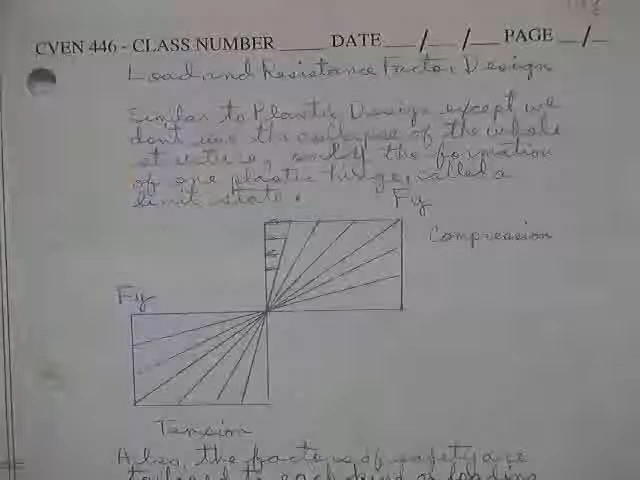 CVEN 446 - CLASS NUMBER ____ DATE __/__/__ PAGE __/__
Load and Resistance Factor Design
Similar to Plastic Design except we
don't use the collapse of the whole
structure, only the formation
of one plastic hinge, called a
limit state.
Fy
Compression
Fy
Tension
Also, the factors of safety are
tailored to each kind of loading